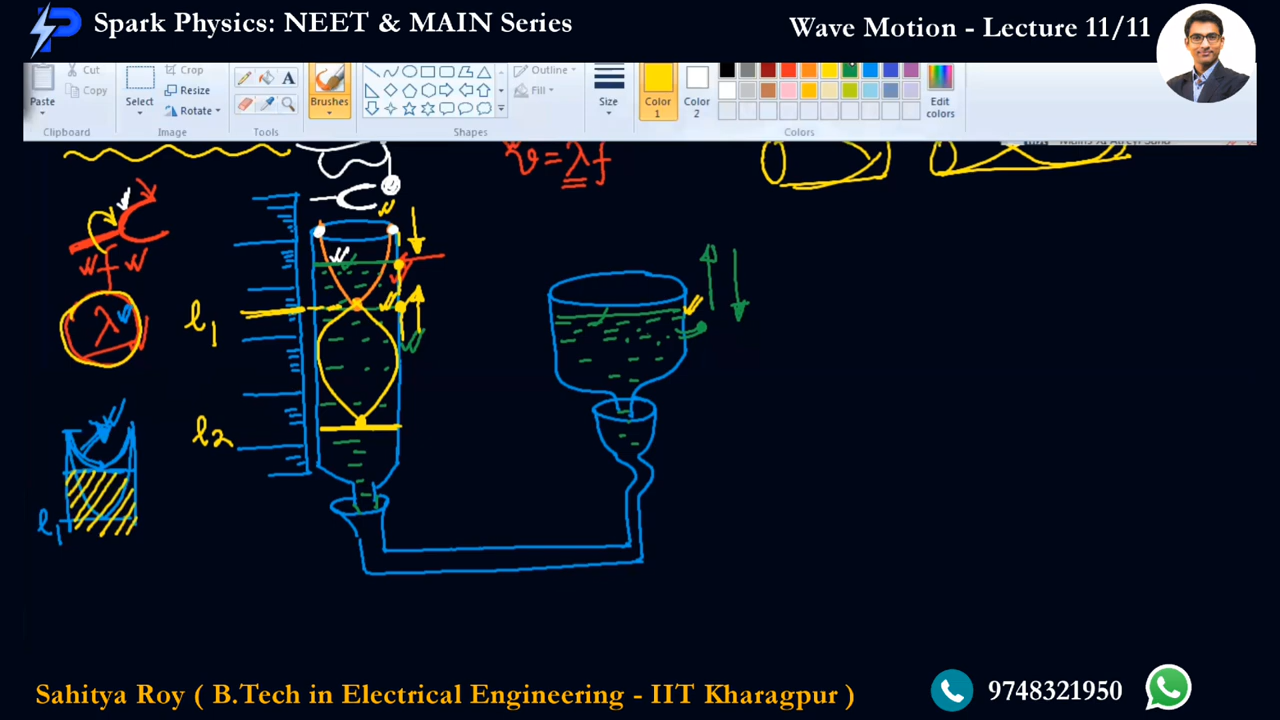 Spark Physics: NEET & MAIN Series
Wave Motion - Lecture 11/11
Paste
Cut
Copy
Clipboard
Select
Crop
Resize
Rotate
Image
A
Tools
Brushes
Shapes
Outline
Fill
Size
Color 1
Color 2
Edit colors
Colors
v = λf
f
λ
l1
l2
l1
Sahitya Roy ( B.Tech in Electrical Engineering - IIT Kharagpur )
9748321950